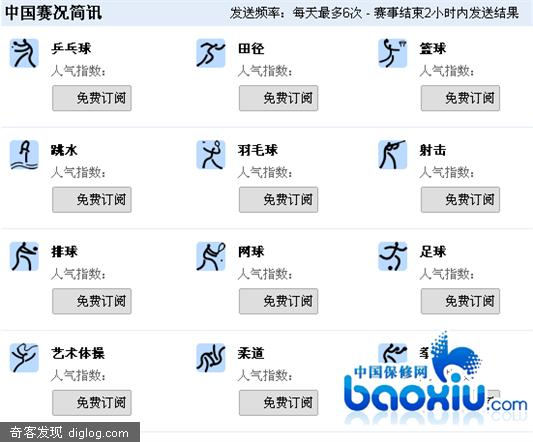 中国赛况简讯 发送频率：每天最多6次 - 赛事结束2小时内发送结果
乒乓球 田径 篮球
人气指数： 人气指数： 人气指数：
免费订阅 免费订阅 免费订阅
跳水 羽毛球 射击
人气指数： 人气指数： 人气指数：
免费订阅 免费订阅 免费订阅
排球 网球 足球
人气指数： 人气指数： 人气指数：
免费订阅 免费订阅 免费订阅
艺术体操 柔道
人气指数： 人气指数：
免费订阅 免费订阅
中国保修网
baoxiu.com
奇客发现 diglog.com